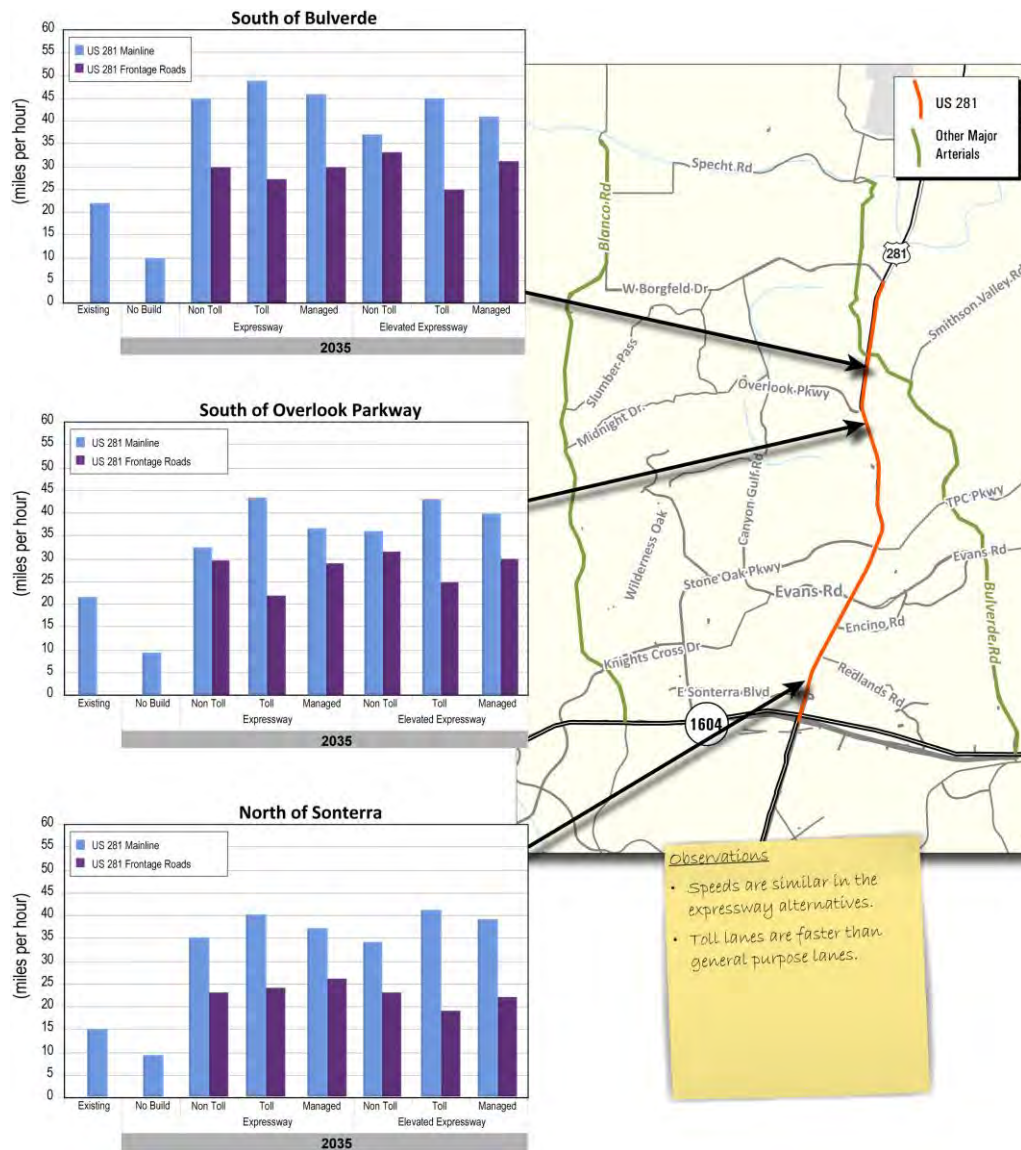 South of Bulverde
(miles per hour)
60
55
50
45
40
35
30
25
20
15
10
5
0
US 281 Mainline
US 281 Frontage Roads
Existing
No Build
Non Toll
Toll
Managed
Non Toll
Toll
Managed
Expressway
Elevated Expressway
2035
South of Overlook Parkway
(miles per hour)
60
55
50
45
40
35
30
25
20
15
10
5
0
US 281 Mainline
US 281 Frontage Roads
Existing
No Build
Non Toll
Toll
Managed
Non Toll
Toll
Managed
Expressway
Elevated Expressway
2035
North of Sonterra
(miles per hour)
60
55
50
45
40
35
30
25
20
15
10
5
0
US 281 Mainline
US 281 Frontage Roads
Existing
No Build
Non Toll
Toll
Managed
Non Toll
Toll
Managed
Expressway
Elevated Expressway
2035
US 281
Other Major
Arterials
Specht Rd
Blanco Rd
281
W Borgfeld Dr
Smithson Valley Rd
Slumber Pass
Overlook Pkwy
Midnight Dr
Canyon Gulf Rd
Wilderness Oak
TPC Pkwy
Stone Oak Pkwy
Evans Rd
Evans Rd
Bulverde Rd
Encino Rd
Knights Cross Dr
Redlands Rd
E Sonterra Blvd
1604
Observations
• Speeds are similar in the
expressway alternatives.
• Toll lanes are faster than
general purpose lanes.